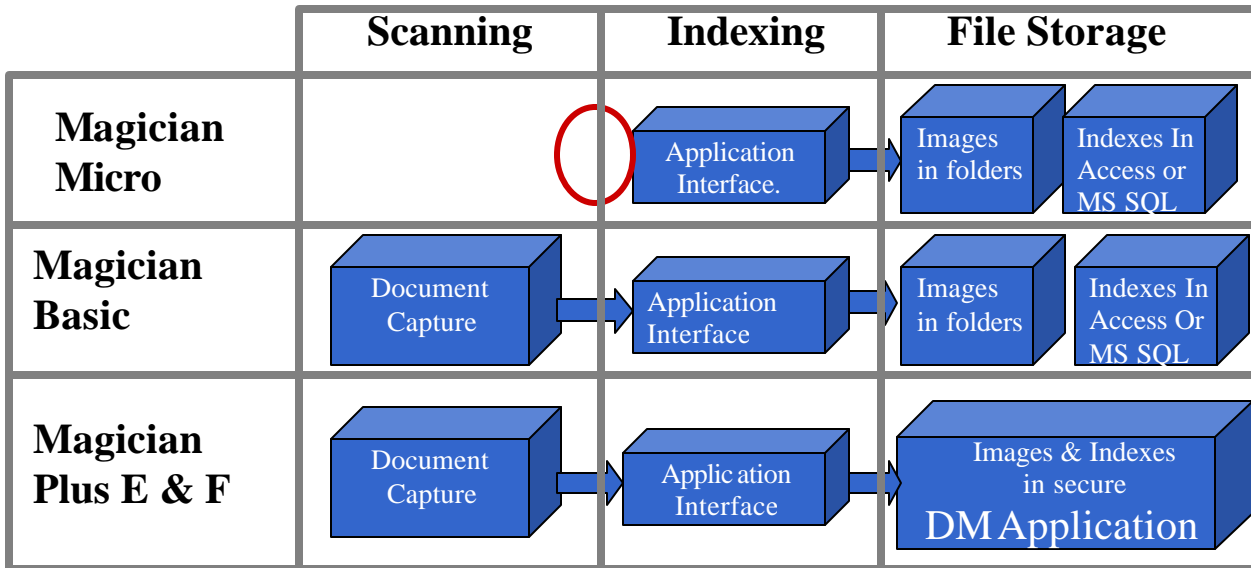 Scanning
Indexing
File Storage
Magician
Micro
Application
Interface.
Images
in folders
Indexes In
Access or
MS SQL
Magician
Basic
Document
Capture
Application
Interface
Images
in folders
Indexes In
Access Or
MS SQL
Magician
Plus E & F
Document
Capture
Application
Interface
Images & Indexes
in secure
DM Application